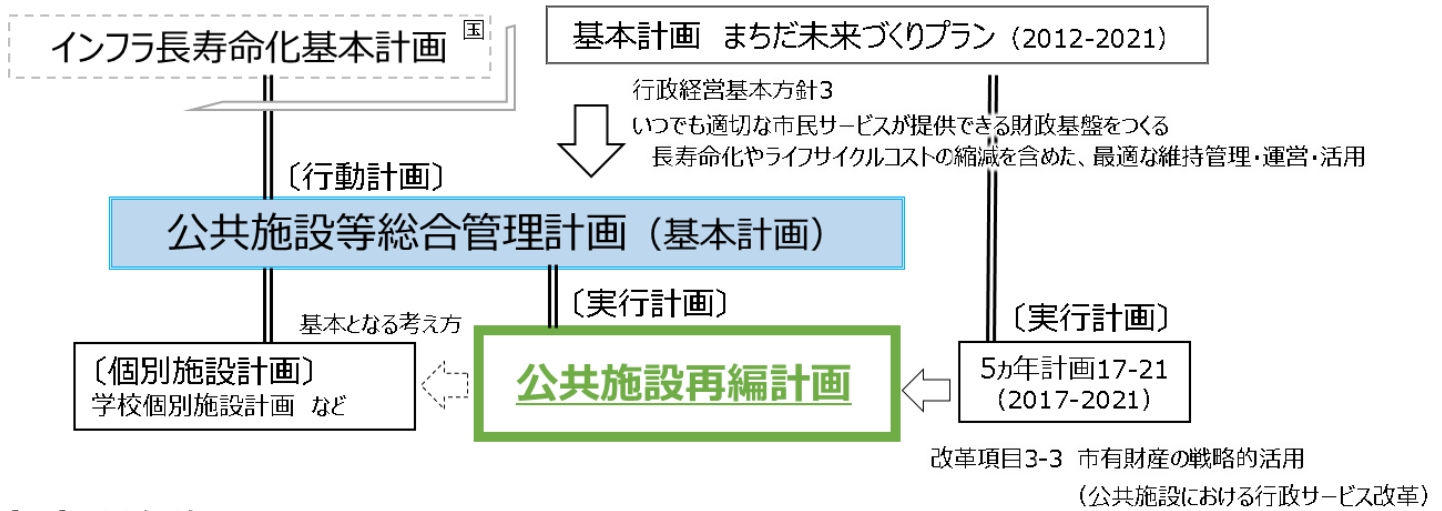 インフラ長寿命化基本計画 国
基本計画 まちだ未来づくりプラン（2012-2021）
行政経営基本方針3
いつでも適切な市民サービスが提供できる財政基盤をつくる
長寿命化やライフサイクルコストの縮減を含めた、最適な維持管理・運営・活用
〔行動計画〕
公共施設等総合管理計画（基本計画）
〔実行計画〕
〔実行計画〕
基本となる考え方
〔個別施設計画〕
学校個別施設計画 など
公共施設再編計画
5ヵ年計画17-21
（2017-2021）
改革項目3-3 市有財産の戦略的活用
（公共施設における行政サービス改革）